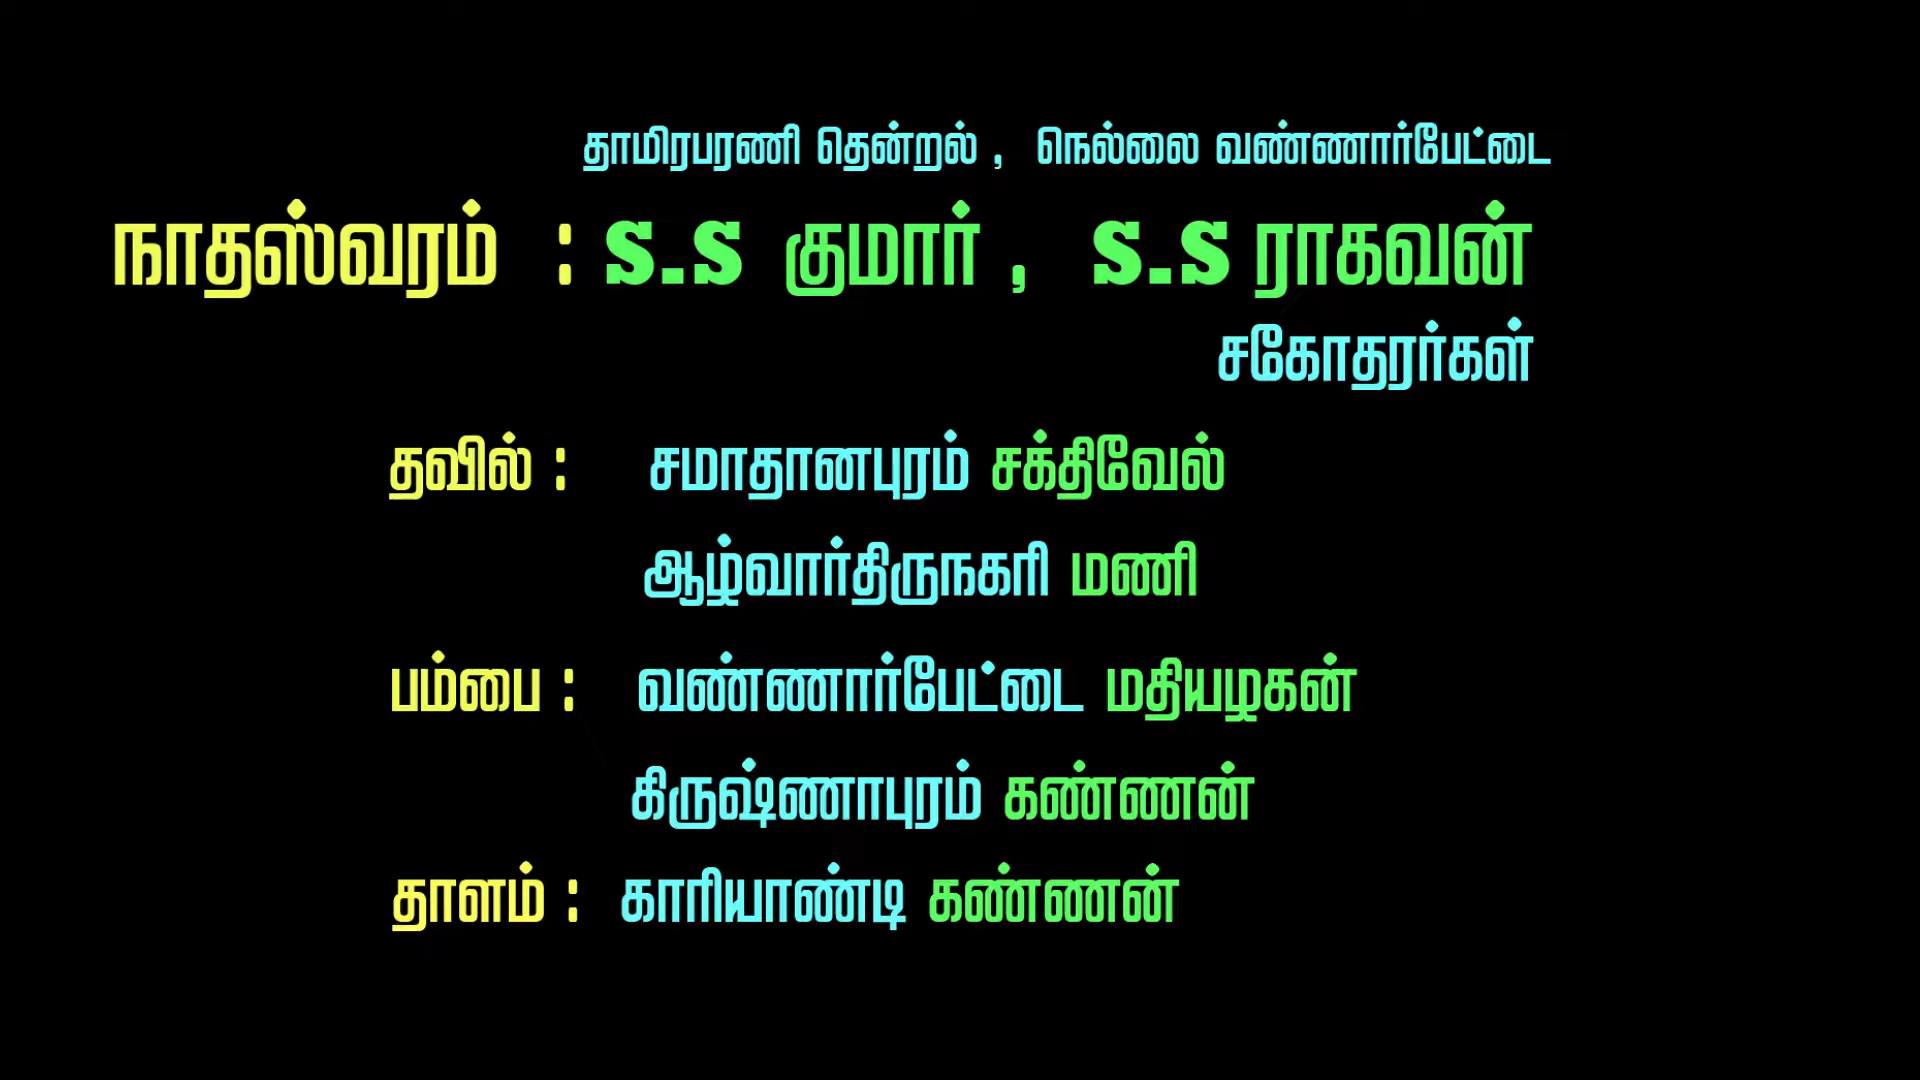 தாமிரபரணி தென்றல் , நெல்லை வண்ணார்பேட்டை
நாதஸ்வரம் : S.S குமார் , S.S ராகவன்
சகோதரர்கள்
தவில் : சமாதானபுரம் சக்திவேல்
ஆழ்வார்திருநகரி மணி
பம்பை : வண்ணார்பேட்டை மதியழகன்
கிருஷ்ணாபுரம் கண்ணன்
தாளம் : காரியாண்டி கண்ணன்